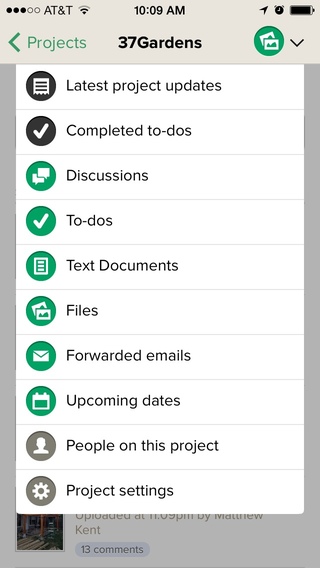 AT&T 10:09 AM
Projects 37Gardens
Latest project updates
Completed to-dos
Discussions
To-dos
Text Documents
Files
Forwarded emails
Upcoming dates
People on this project
Project settings
Uploaded at 11:09pm by Matthew
Kent
13 comments